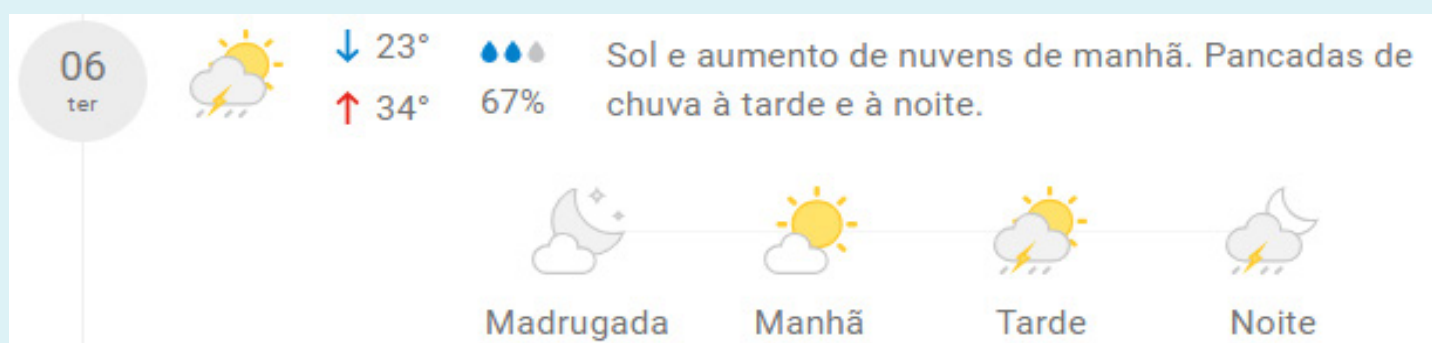 06
ter
↓ 23°
↑ 34°
67%
Sol e aumento de nuvens de manhã. Pancadas de
chuva à tarde e à noite.
Madrugada Manhã Tarde Noite